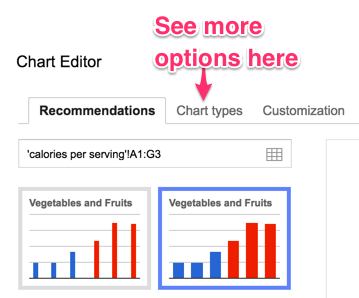 See more
options here
Chart Editor
Recommendations Chart types Customization
'calories per serving'!A1:G3
Vegetables and Fruits Vegetables and Fruits